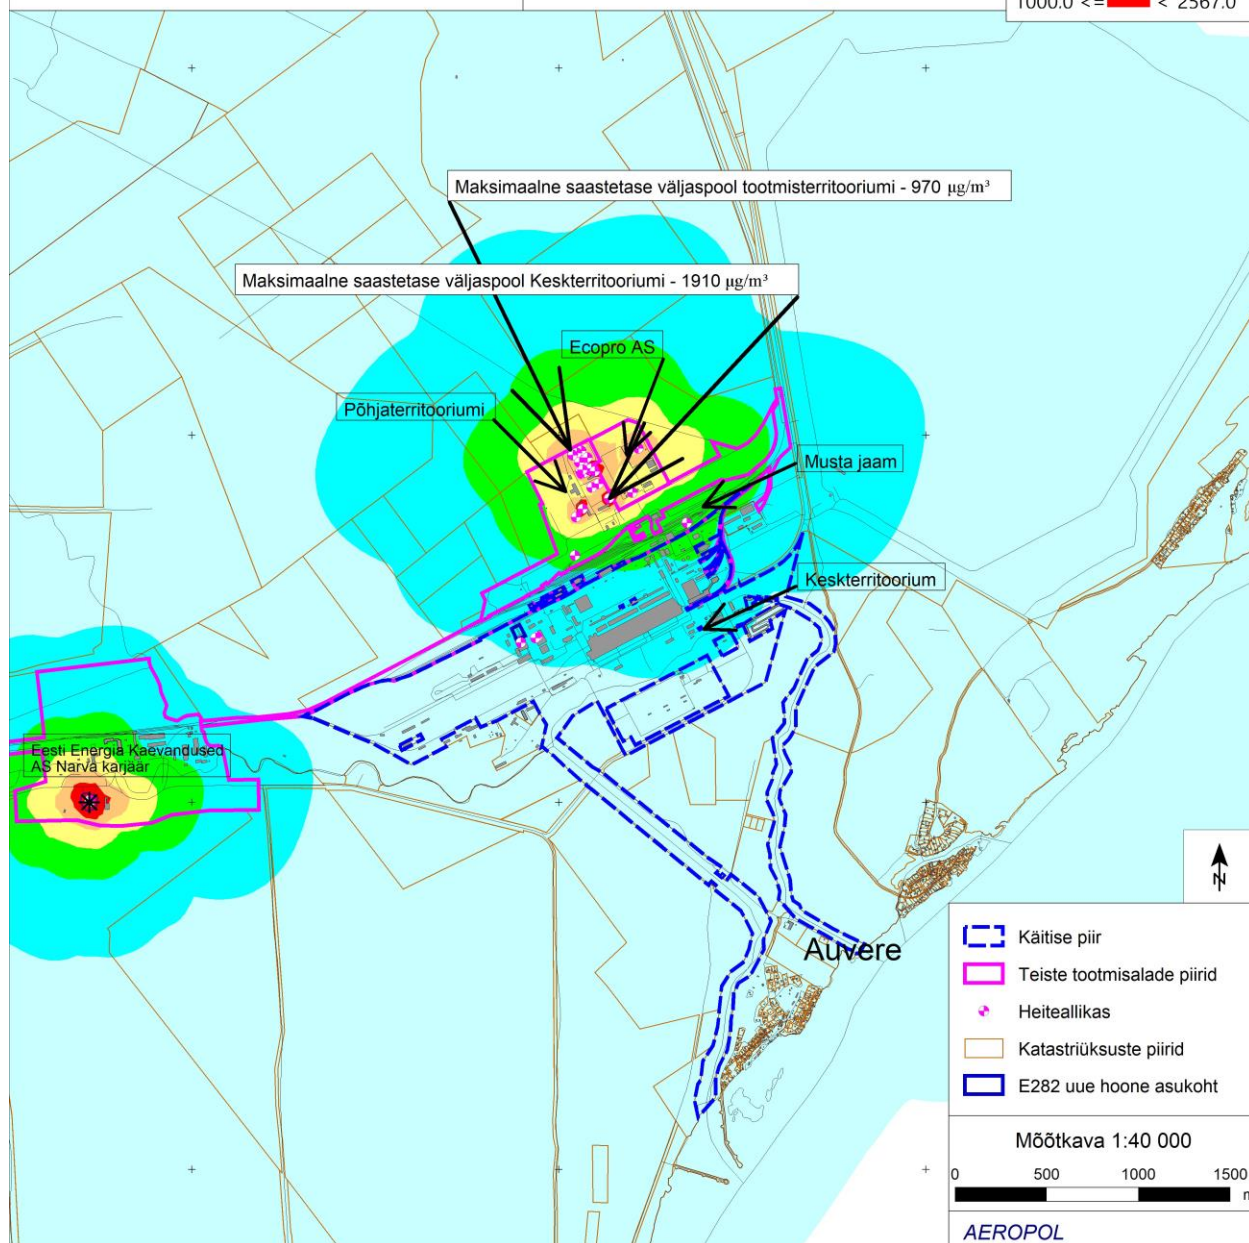 1000.0 <= < 2567.0
Maksimaalne saastetase väljaspool tootmisterritooriumi - 970 µg/m³
Maksimaalne saastetase väljaspool Keskterritooriumi - 1910 µg/m³
Ecopro AS
Põhjaterritooriumi
Musta jaam
Keskterritoorium
Eesti Energia Kaevandused
AS Narva karjäär
Auvere
N
Käitise piir
Teiste tootmisalade piirid
Heiteallikas
Katastriüksuste piirid
E282 uue hoone asukoht
Mõõtkava 1:40 000
0 500 1000 1500
m
AEROPOL